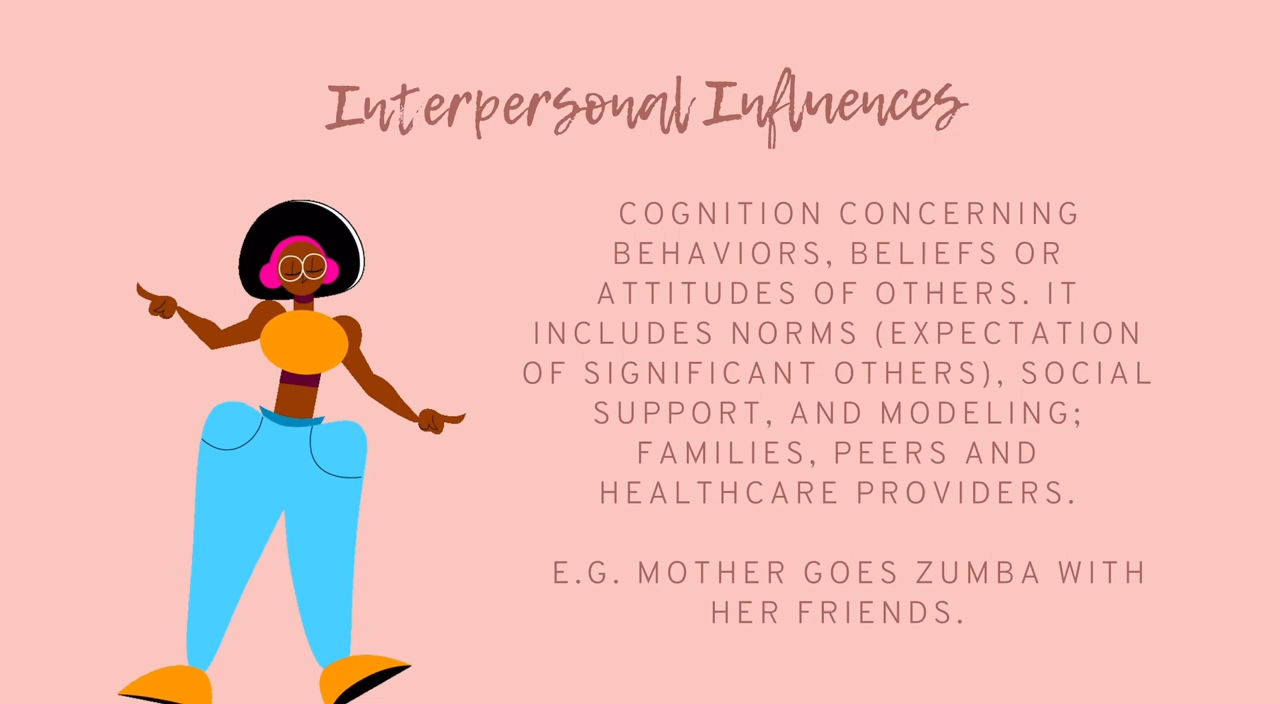 Interpersonal Influences
COGNITION CONCERNING
BEHAVIORS, BELIEFS OR
ATTITUDES OF OTHERS. IT
INCLUDES NORMS (EXPECTATION
OF SIGNIFICANT OTHERS), SOCIAL
SUPPORT, AND MODELING;
FAMILIES, PEERS AND
HEALTHCARE PROVIDERS.
E.G. MOTHER GOES ZUMBA WITH
HER FRIENDS.